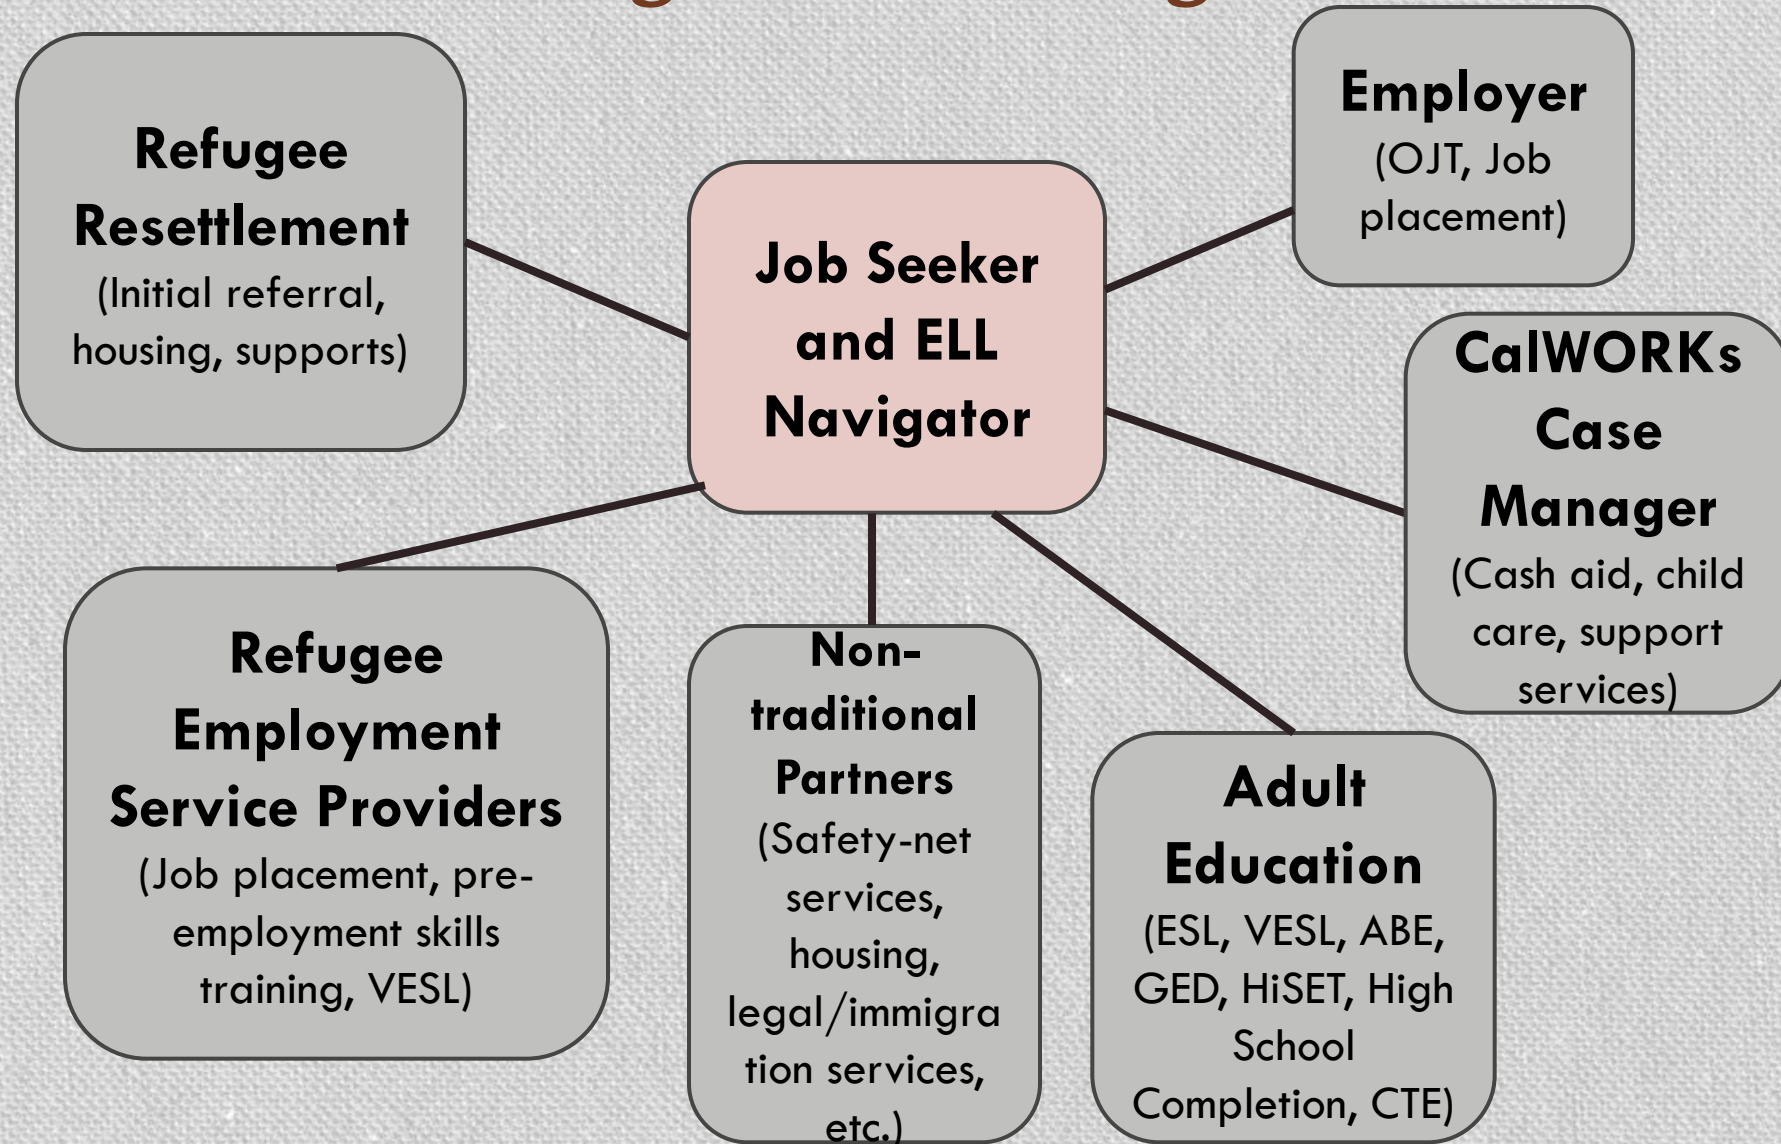 Refugee
Resettlement
(Initial referral,
housing, supports)
Job Seeker
and ELL
Navigator
Employer
(OJT, Job
placement)
CalWORKs
Case
Manager
(Cash aid, child
care, support
services)
Refugee
Employment
Service Providers
(Job placement, pre-
employment skills
training, VESL)
Non-
traditional
Partners
(Safety-net
services,
housing,
legal/immigra
tion services,
etc.)
Adult
Education
(ESL, VESL, ABE,
GED, HiSET, High
School
Completion, CTE)